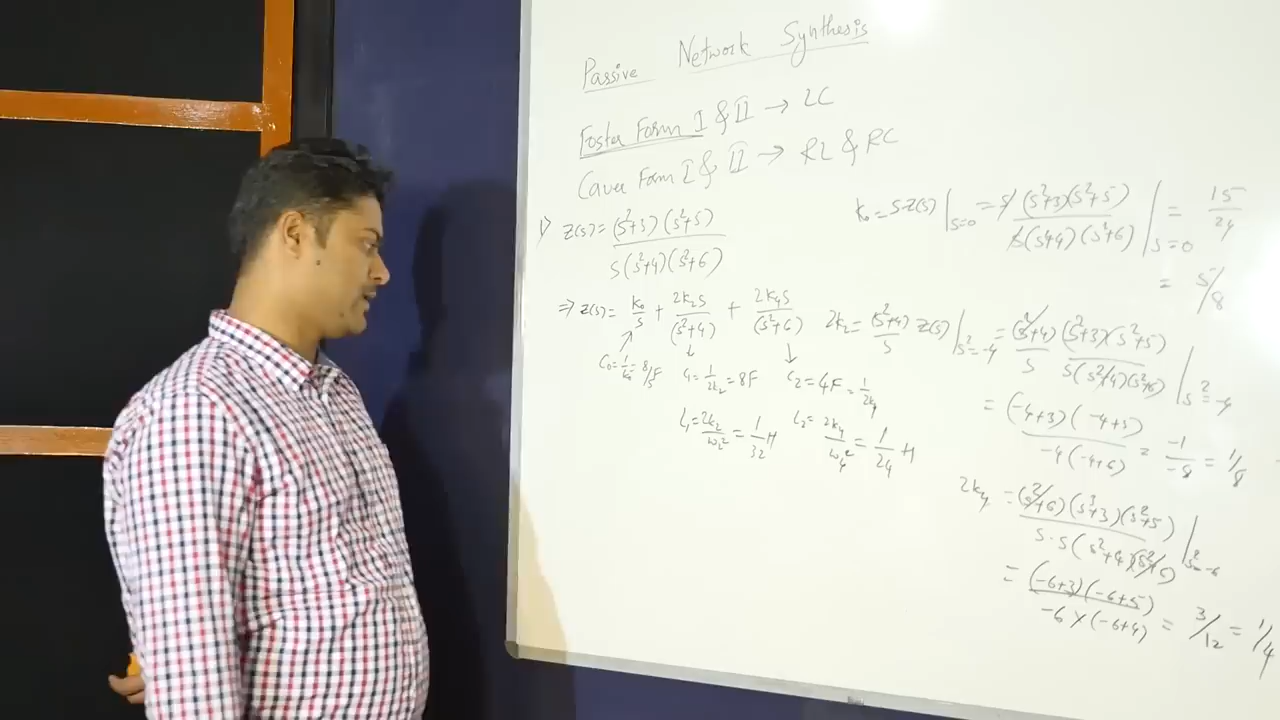 Passive Network Synthesis
Foster Form I & II → LC
Cauer Form I & II → RL & RC
1) Z(s) = (s²+3)(s²+5) / s(s²+4)(s²+6)
⇒ Z(s) = k₀/s + 2k₂s/(s²+4) + 2k₄s/(s²+6)
C₀ = 1/k₀ = 8/5 F
C₁ = 1/2k₂ = 8F
C₂ = 4F = 1/2k₄
L₁ = 2k₂/ω₂² = 1/32 H
L₂ = 2k₄/ω₄² = 1/24 H
k₀ = s·Z(s)|s=0 = s(s²+3)(s²+5) / s(s²+4)(s²+6) |s=0 = 15/24
= 5/8
2k₂ = (s²+4)/s Z(s)|s²=-4 = (s²+4)/s (s²+3)(s²+5) / s(s²+4)(s²+6) |s²=-4
= (-4+3)(-4+5) / -4(-4+6) = -1/-8 = 1/8
2k₄ = (s²+6)(s²+3)(s²+5) / s·s(s²+4)(s²+6) |s²=-6
= (-6+3)(-6+5) / -6×(-6+4) = 3/12 = 1/4